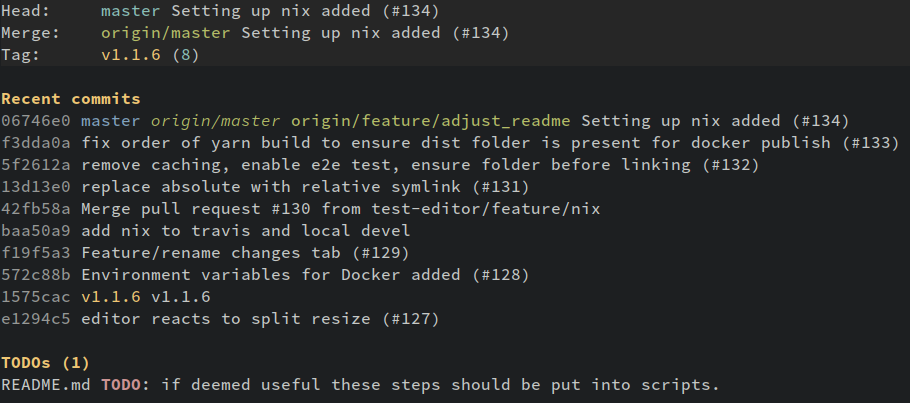 Head:     master Setting up nix added (#134)
Merge:    origin/master Setting up nix added (#134)
Tag:      v1.1.6 (8)
Recent commits
06746e0 master origin/master origin/feature/adjust_readme Setting up nix added (#134)
f3dda0a fix order of yarn build to ensure dist folder is present for docker publish (#133)
5f2612a remove caching, enable e2e test, ensure folder before linking (#132)
13d13e0 replace absolute with relative symlink (#131)
42fb58a Merge pull request #130 from test-editor/feature/nix
baa50a9 add nix to travis and local devel
f19f5a3 Feature/rename changes tab (#129)
572c88b Environment variables for Docker added (#128)
1575cac v1.1.6 v1.1.6
e1294c5 editor reacts to split resize (#127)
TODOs (1)
README.md TODO: if deemed useful these steps should be put into scripts.